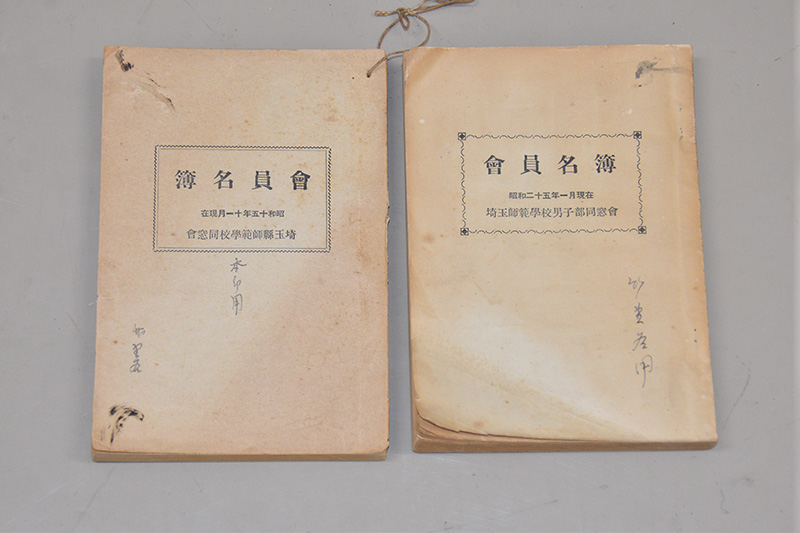 會員名簿
昭和十五年十一月現在
埼玉縣師範學校同窓會
會員名簿
昭和二十五年一月現在
埼玉師範學校男子部同窓會